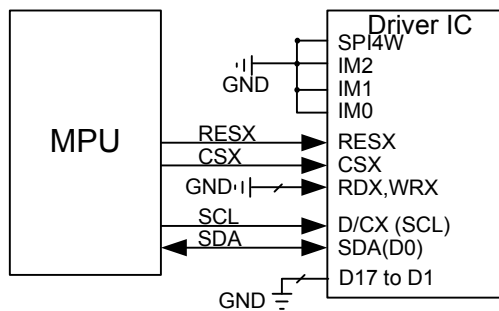 Driver IC
SPI4W
IM2
GND
IM1
IM0
MPU
RESX
RESX
CSX
CSX
GND
RDX,WRX
SCL
D/CX (SCL)
SDA
SDA(D0)
D17 to D1
GND